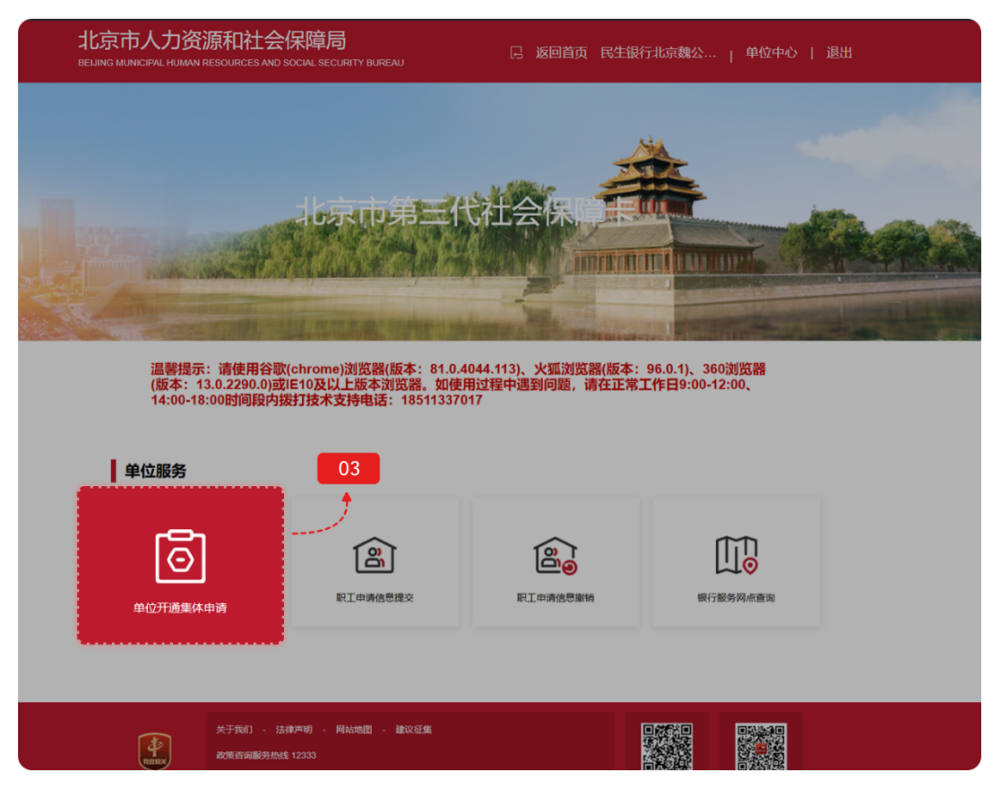 北京市人力资源和社会保障局
BEIJING MUNICIPAL HUMAN RESOURCES AND SOCIAL SECURITY BUREAU
返回首页 民生银行北京魏公... | 单位中心 | 退出
北京市第三代社会保障卡
温馨提示：请使用谷歌(chrome)浏览器(版本：81.0.4044.113)、火狐浏览器(版本：96.0.1)、360浏览器
(版本：13.0.2290.0)或IE10及以上版本浏览器。如使用过程中遇到问题，请在正常工作日9:00-12:00、
14:00-18:00时间段内拨打技术支持电话：18511337017
单位服务
03
单位开通集体申请
职工申请信息提交
职工申请信息撤销
银行服务网点查询
关于我们 - 法律声明 - 网站地图 - 建议征集
政策咨询服务热线 12333
党政机关